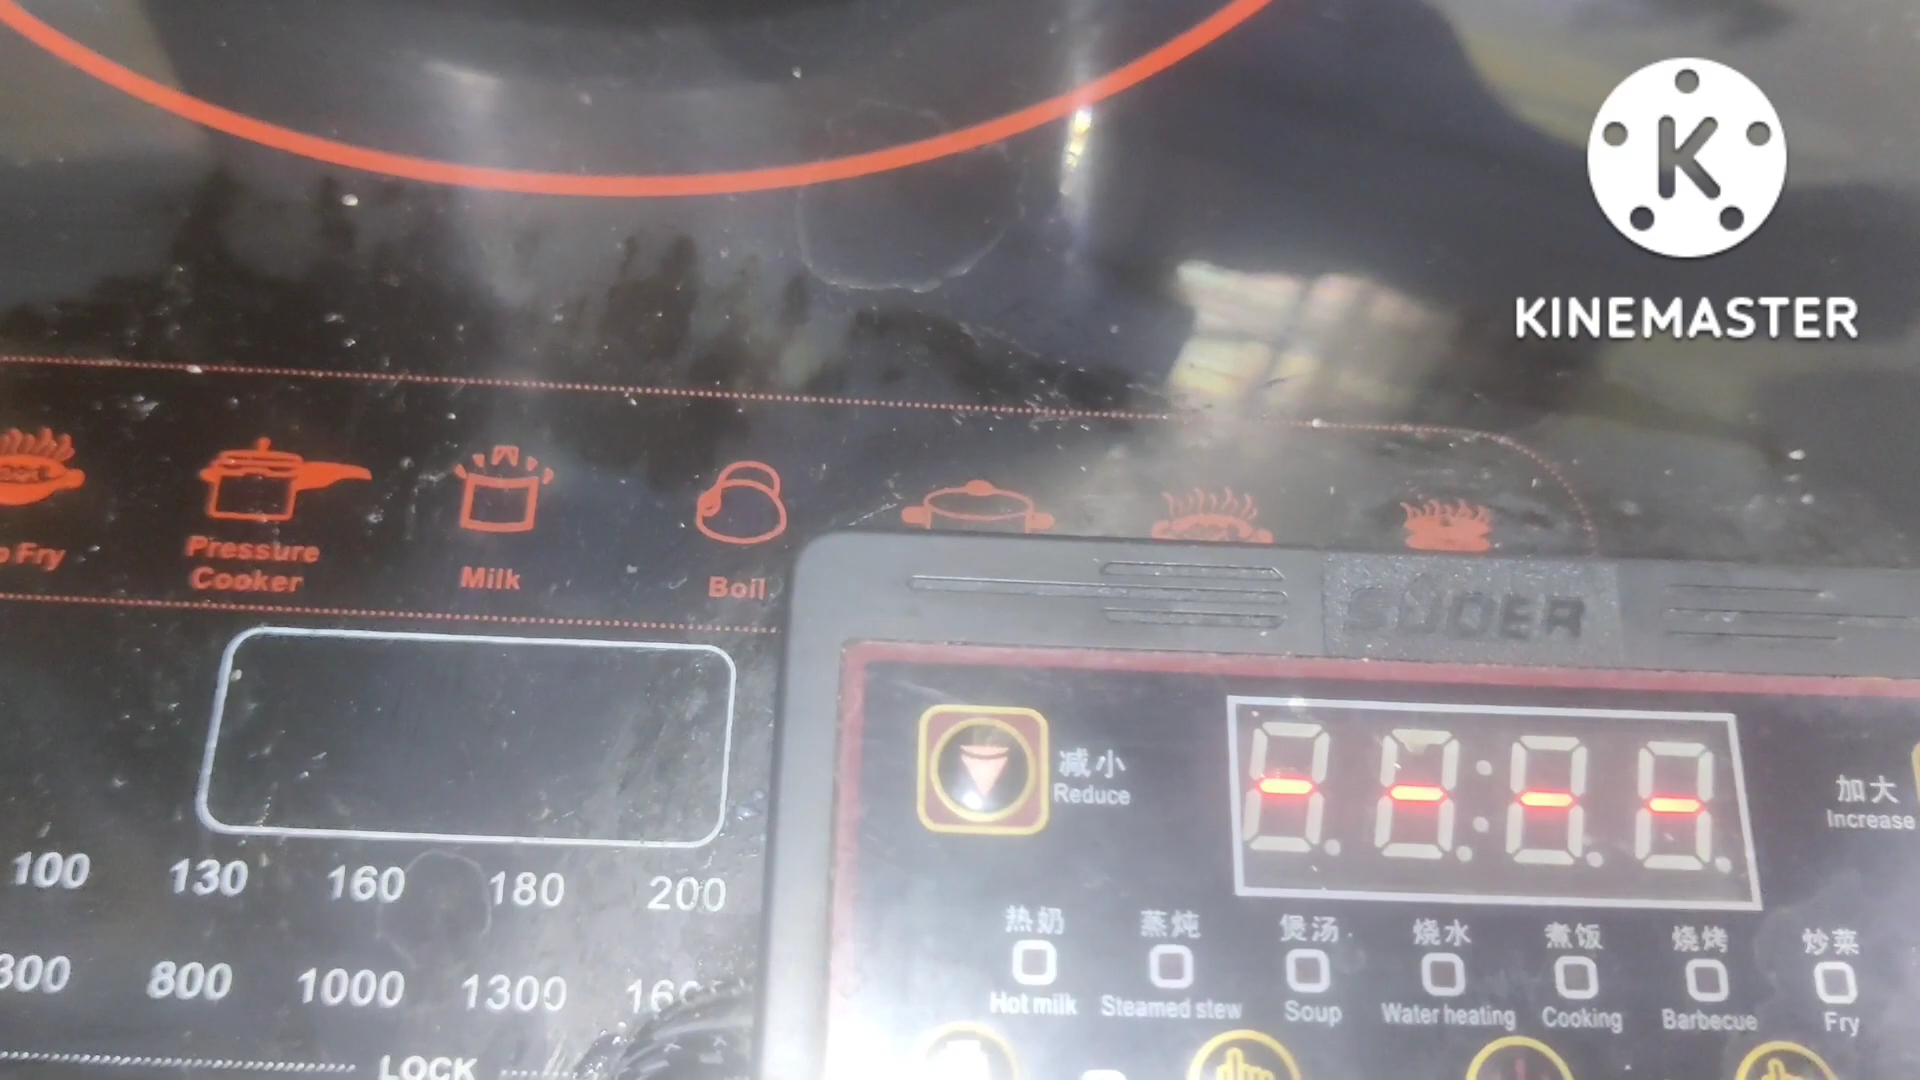 KINEMASTER
Fry
Pressure
Cooker
Milk
Boil
SUOER
减小
Reduce
加大
Increase
100 130 160 180 200
800 1000 1300
热奶 蒸炖 煲汤 烧水 煮饭 烧烤 炒菜
Hot milk Steamed stew Soup Water heating Cooking Barbecue Fry
LOCK